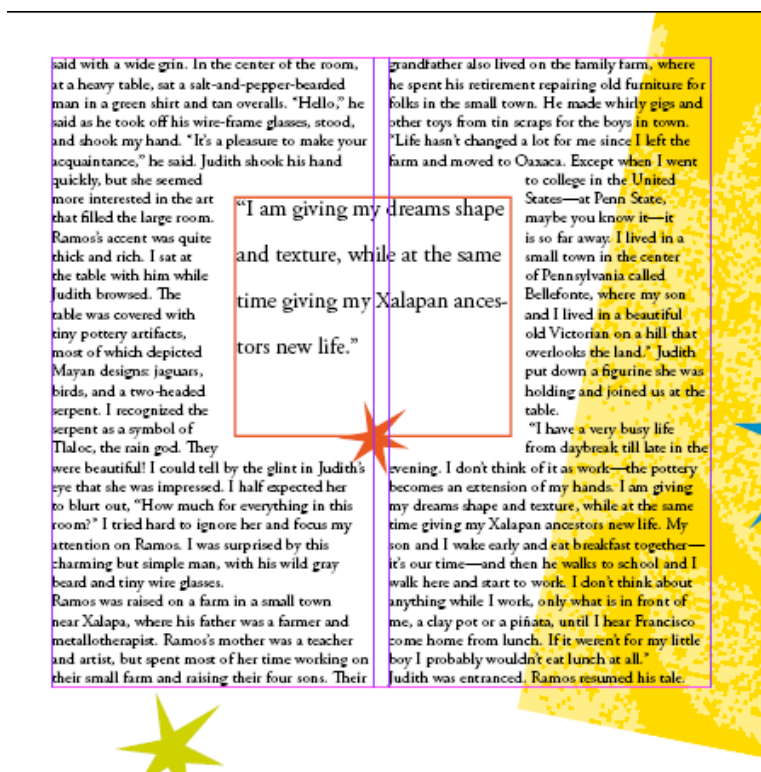 said with a wide grin. In the center of the room,
at a heavy table, sat a salt-and-pepper-bearded
man in a green shirt and tan overalls. “Hello,” he
said as he took off his wire-frame glasses, stood,
and shook my hand. “It’s a pleasure to make your
acquaintance,” he said. Judith shook his hand
quickly, but she seemed
more interested in the art
that filled the large room.
Ramos’s accent was quite
thick and rich. I sat at
the table with him while
Judith browsed. The
table was covered with
tiny pottery artifacts,
most of which depicted
Mayan designs: jaguars,
birds, and a two-headed
serpent. I recognized the
serpent as a symbol of
Tlaloc, the rain god. They
were beautiful! I could tell by the glint in Judith’s
eye that she was impressed. I half expected her
to blurt out, “How much for everything in this
room?” I tried hard to ignore her and focus my
attention on Ramos. I was surprised by this
charming but simple man, with his wild gray
beard and tiny wire glasses.
Ramos was raised on a farm in a small town
near Xalapa, where his father was a farmer and
metallotherapist. Ramos’s mother was a teacher
and artist, but spent most of her time working on
their small farm and raising their four sons. Their
“I am giving my dreams shape
and texture, while at the same
time giving my Xalapan ances-
tors new life.”
grandfather also lived on the family farm, where
he spent his retirement repairing old furniture for
folks in the small town. He made whirly gigs and
other toys from tin scraps for the boys in town.
“Life hasn’t changed a lot for me since I left the
farm and moved to Oaxaca. Except when I went
to college in the United
States—at Penn State,
maybe you know it—it
is so far away. I lived in a
small town in the center
of Pennsylvania called
Bellefonte, where my son
and I lived in a beautiful
old Victorian on a hill that
overlooks the land.” Judith
put down a figurine she was
holding and joined us at the
table.
“I have a very busy life
from daybreak till late in the
evening. I don’t think of it as work—the pottery
becomes an extension of my hands. I am giving
my dreams shape and texture, while at the same
time giving my Xalapan ancestors new life. My
son and I wake early and eat breakfast together—
it’s our time—and then he walks to school and I
walk here and start to work. I don’t think about
anything while I work, only what is in front of
me, a clay pot or a piñata, until I hear Francisco
come home from lunch. If it weren’t for my little
boy I probably wouldn’t eat lunch at all.”
Judith was entranced. Ramos resumed his tale.